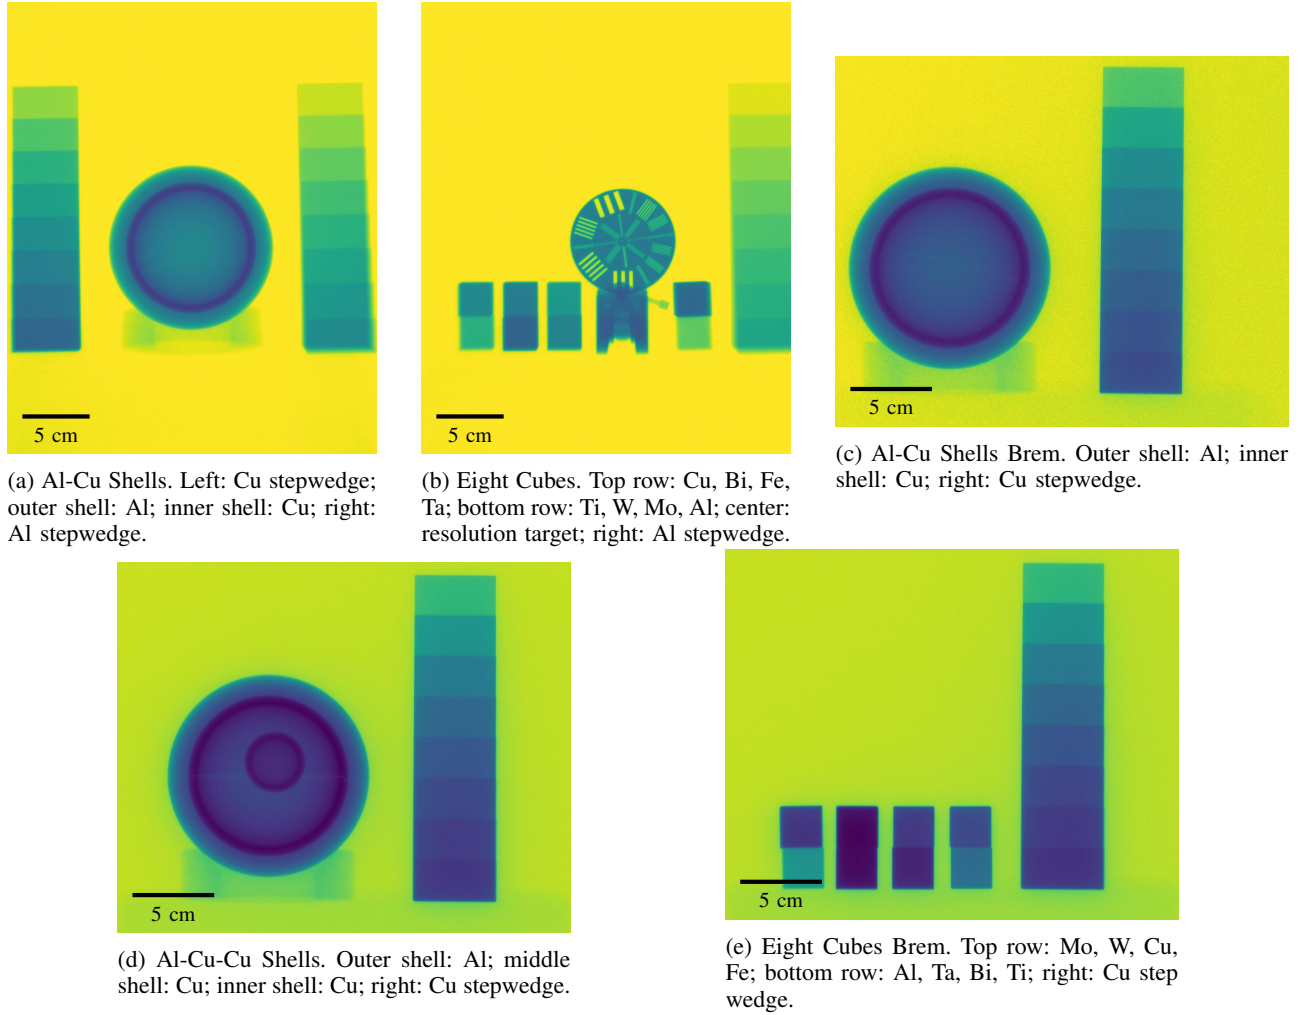 5 cm
5 cm
5 cm
(a) Al-Cu Shells. Left: Cu stepwedge;
outer shell: Al; inner shell: Cu; right:
Al stepwedge.
(b) Eight Cubes. Top row: Cu, Bi, Fe,
Ta; bottom row: Ti, W, Mo, Al; center:
resolution target; right: Al stepwedge.
(c) Al-Cu Shells Brem. Outer shell: Al; inner
shell: Cu; right: Cu stepwedge.
5 cm
5 cm
(d) Al-Cu-Cu Shells. Outer shell: Al; middle
shell: Cu; inner shell: Cu; right: Cu stepwedge.
(e) Eight Cubes Brem. Top row: Mo, W, Cu,
Fe; bottom row: Al, Ta, Bi, Ti; right: Cu step
wedge.